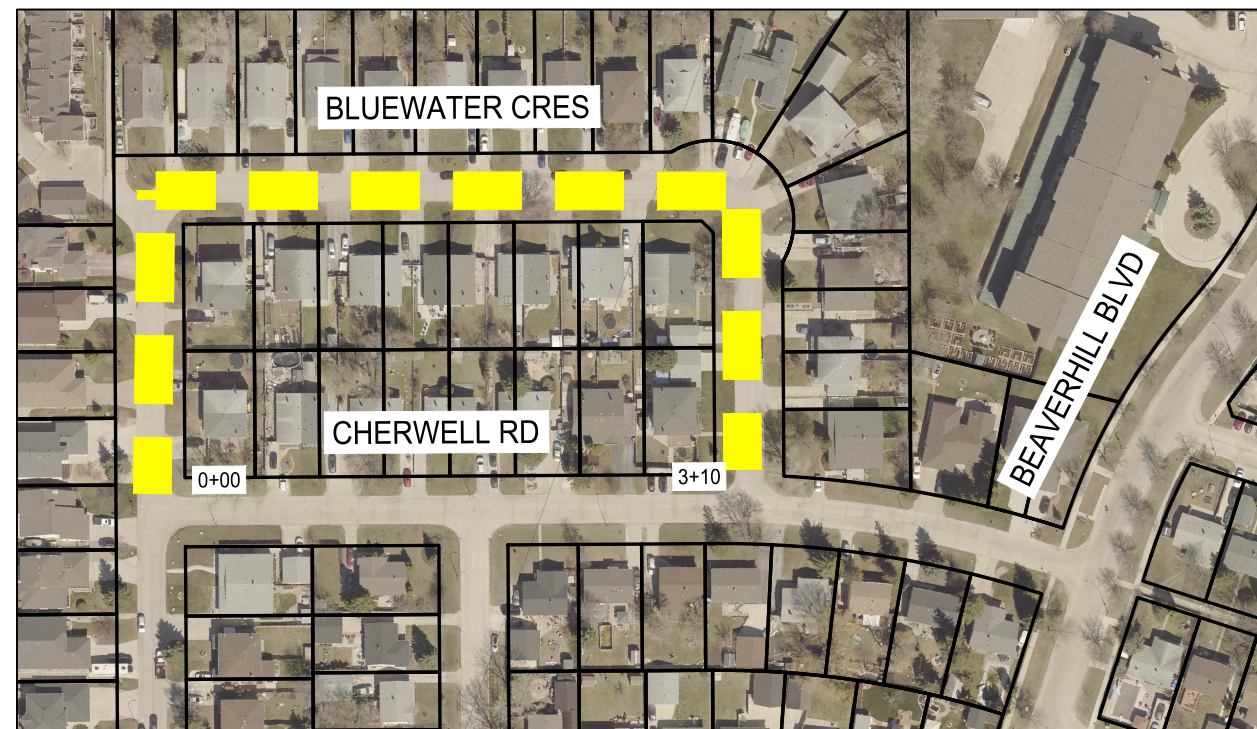 BLUEWATER CRES
BEAVERHILL BLVD
CHERWELL RD
0+00
3+10